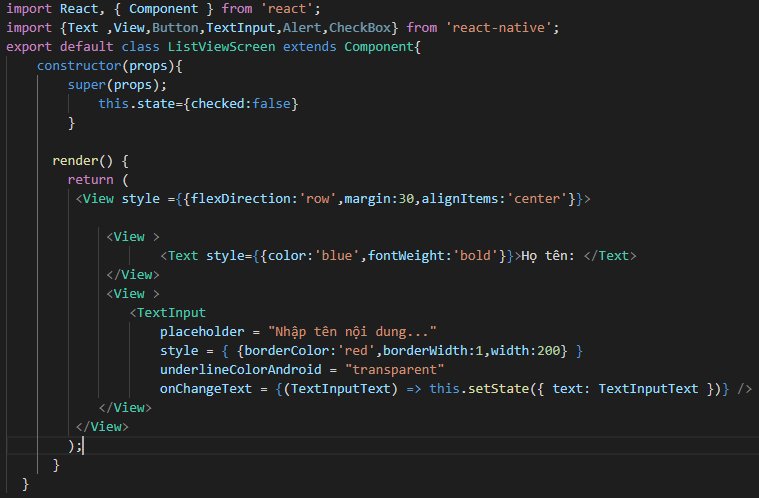 import React, { Component } from 'react';
import {Text ,View,Button,TextInput,Alert,CheckBox} from 'react-native';
export default class ListViewScreen extends Component{
constructor(props){
super(props);
this.state={checked:false}
}
render() {
return (
<View style ={{flexDirection:'row',margin:30,alignItems:'center'}}>
<View >
<Text style={{color:'blue',fontWeight:'bold'}}>Họ tên: </Text>
</View>
<View >
<TextInput
placeholder = "Nhập tên nội dung..."
style = { {borderColor:'red',borderWidth:1,width:200} }
underlineColorAndroid = "transparent"
onChangeText = {(TextInputText) => this.setState({ text: TextInputText })} />
</View>
</View>
);
}
}